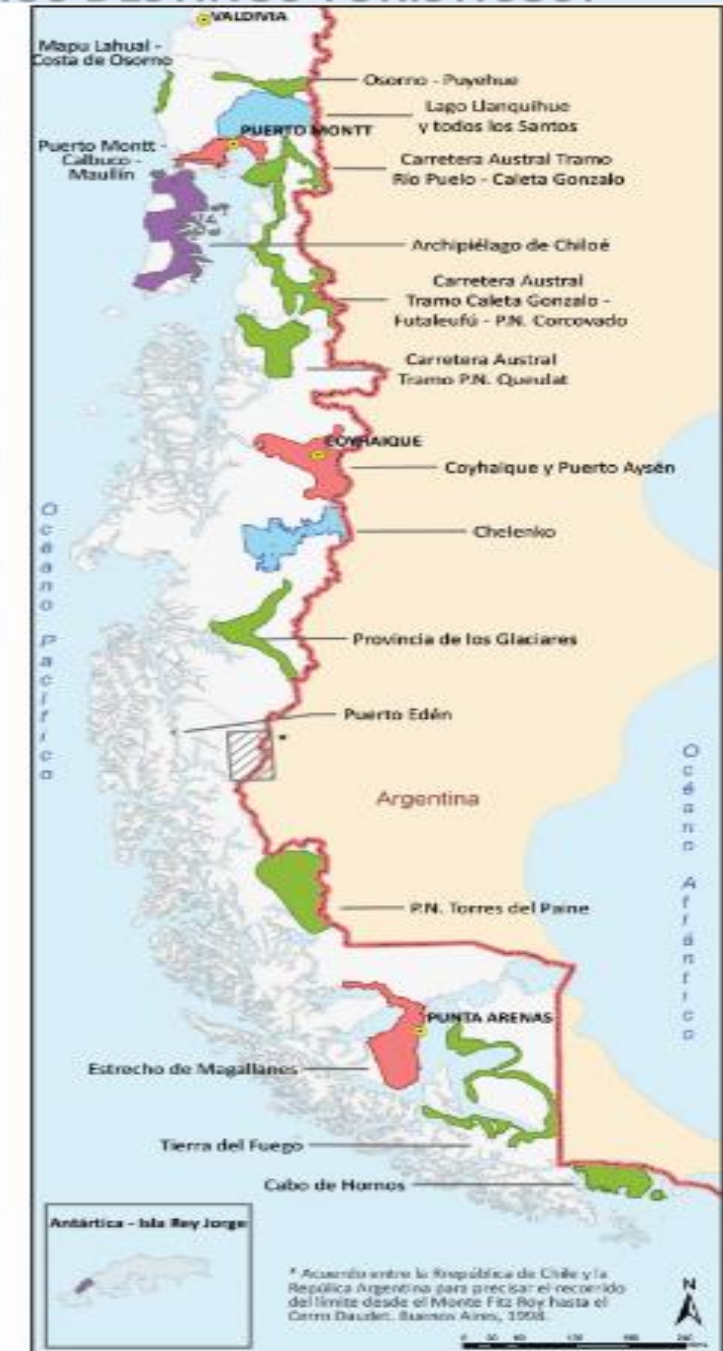 VALDIVIA
Mapu Lahual -
Costa de Osorno
Osorno - Puyehue
Lago Llanquihue
y todos los Santos
PUERTO MONTT
Puerto Montt -
Calbuco -
Maullín
Carretera Austral Tramo
Río Puelo - Caleta Gonzalo
Archipiélago de Chiloé
Carretera Austral
Tramo Caleta Gonzalo -
Futaleufú - P.N. Corcovado
Carretera Austral
Tramo P.N. Queulat
COYHAIQUE
Coyhaique y Puerto Aysén
Chelenko
Océano Pacífico
Provincia de los Glaciares
Puerto Edén
*
Argentina
Océano Atlántico
P.N. Torres del Paine
PUNTA ARENAS
Estrecho de Magallanes
Tierra del Fuego
Cabo de Hornos
Antártica - Isla Rey Jorge
* Acuerdo entre la Rrepública de Chile y la
Repúlica Argentina para precisar el recorrido
del límite desde el Monte Fitz Roy hasta el
Cerro Daudet. Buenos Aires, 1998.
N